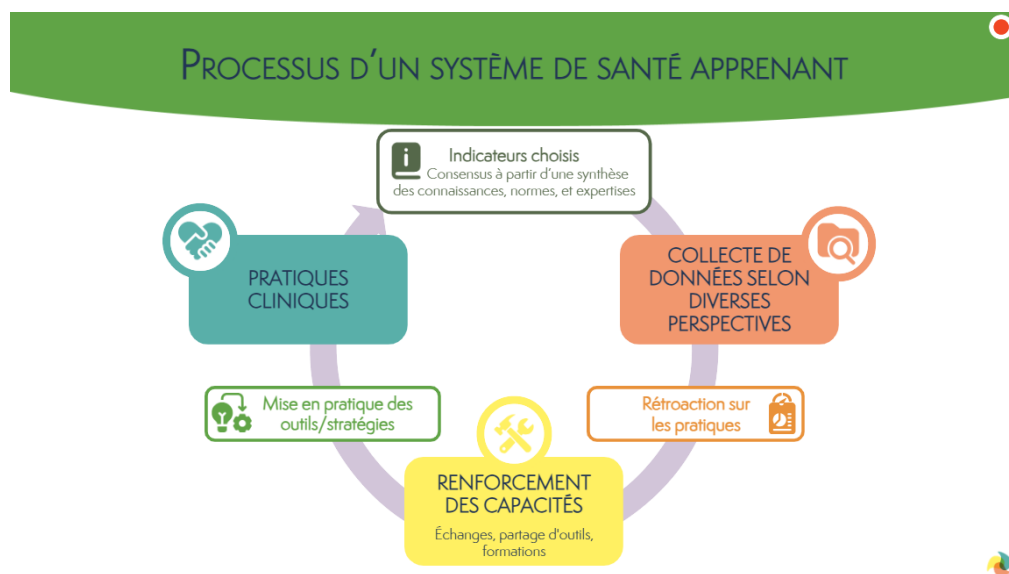 PROCESSUS D'UN SYSTÈME DE SANTÉ APPRENANT
Indicateurs choisis
Consensus à partir d'une synthèse
des connaissances, normes, et expertises
PRATIQUES
CLINIQUES
COLLECTE DE
DONNÉES SELON
DIVERSES
PERSPECTIVES
Mise en pratique des
outils/stratégies
Rétroaction sur
les pratiques
RENFORCEMENT
DES CAPACITÉS
Échanges, partage d'outils,
formations